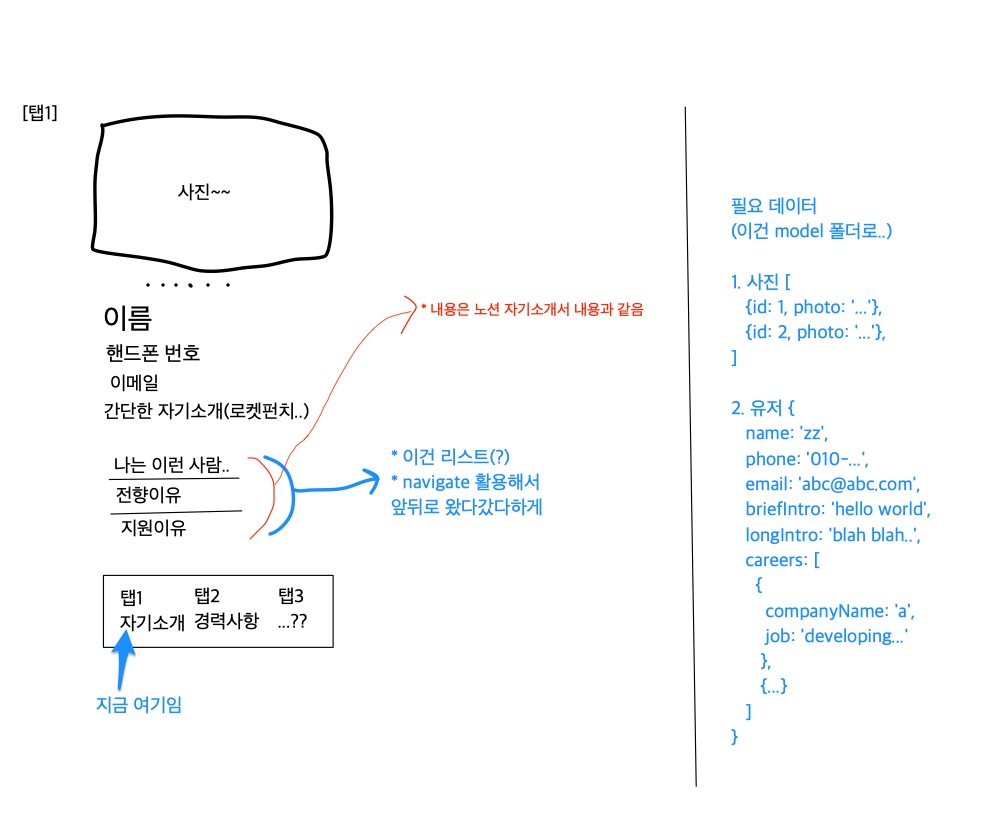 [탭1]
사진~~
이름
핸드폰 번호
이메일
간단한 자기소개(로켓펀치..)
* 내용은 노션 자기소개서 내용과 같음
나는 이런 사람..
전향이유
지원이유
* 이건 리스트(?)
* navigate 활용해서
앞뒤로 왔다갔다하게
탭1 탭2 탭3
자기소개 경력사항 ...??
지금 여기임
필요 데이터
(이건 model 폴더로..)
1. 사진 [
{id: 1, photo: '...'},
{id: 2, photo: '...'},
]
2. 유저 {
name: 'zz',
phone: '010-...',
email: 'abc@abc.com',
briefIntro: 'hello world',
longIntro: 'blah blah..',
careers: [
{
companyName: 'a',
job: 'developing...'
},
{...}
]
}